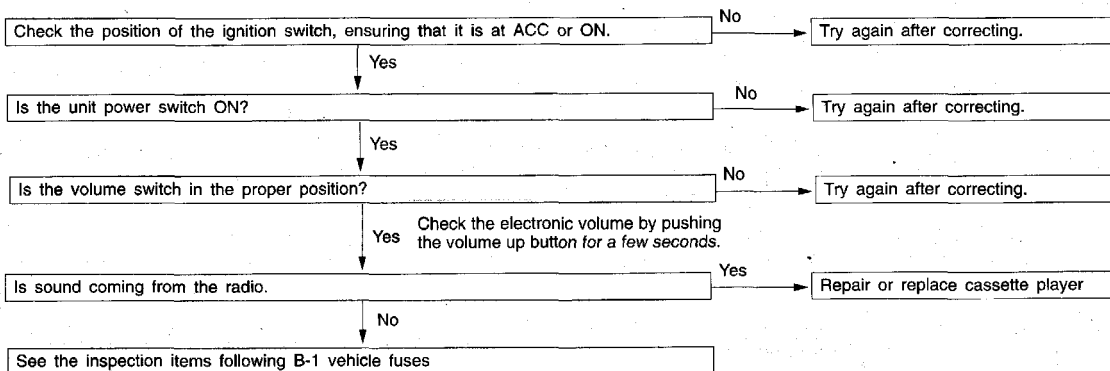 Check the position of the ignition switch, ensuring that it is at ACC or ON.
No
Try again after correcting.
Yes
Is the unit power switch ON?
No
Try again after correcting.
Yes
Is the volume switch in the proper position?
No
Try again after correcting.
Yes
Check the electronic volume by pushing
the volume up button for a few seconds.
Is sound coming from the radio.
Yes
Repair or replace cassette player
No
See the inspection items following B-1 vehicle fuses